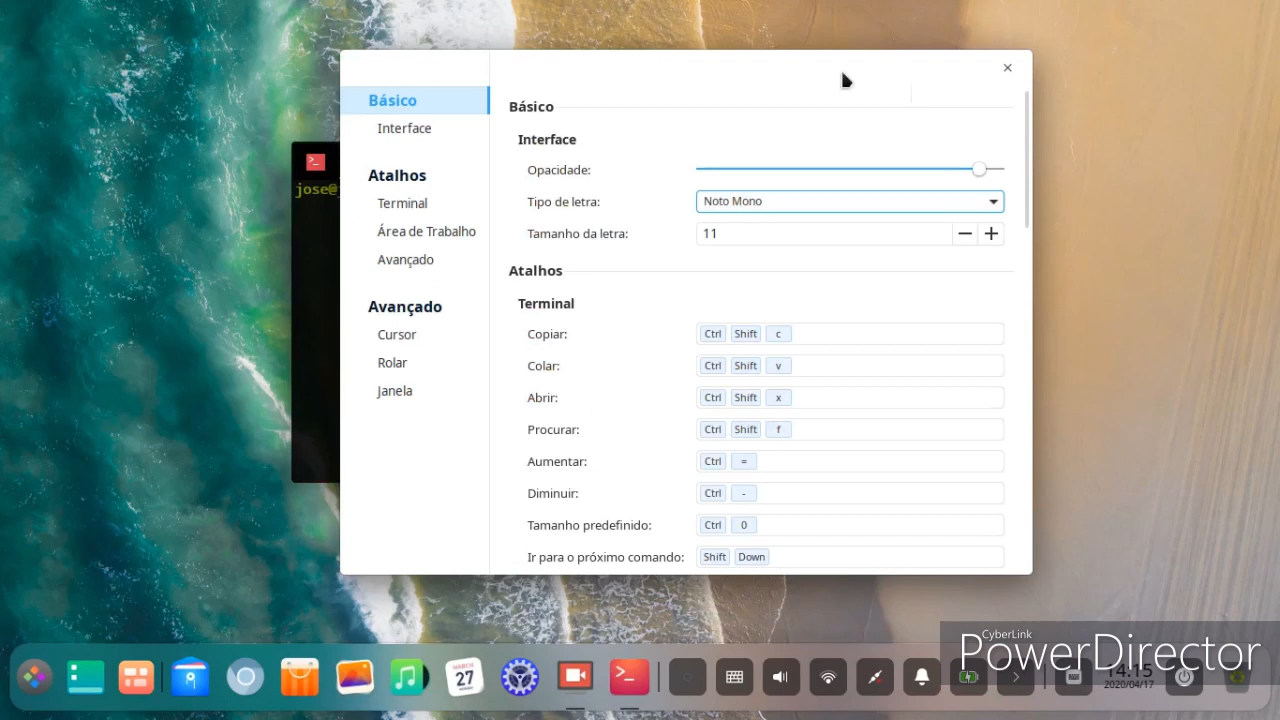 Básico
Interface
Atalhos
Terminal
Área de Trabalho
Avançado
Avançado
Cursor
Rolar
Janela
×
Básico
Interface
Opacidade:
Tipo de letra: Noto Mono
Tamanho da letra: 11 − +
Atalhos
Terminal
Copiar: Ctrl Shift c
Colar: Ctrl Shift v
Abrir: Ctrl Shift x
Procurar: Ctrl Shift f
Aumentar: Ctrl =
Diminuir: Ctrl -
Tamanho predefinido: Ctrl 0
Ir para o próximo comando: Shift Down
>_
jose@
MARCH
27
>_
14:15
2020/04/17
CyberLink
PowerDirector